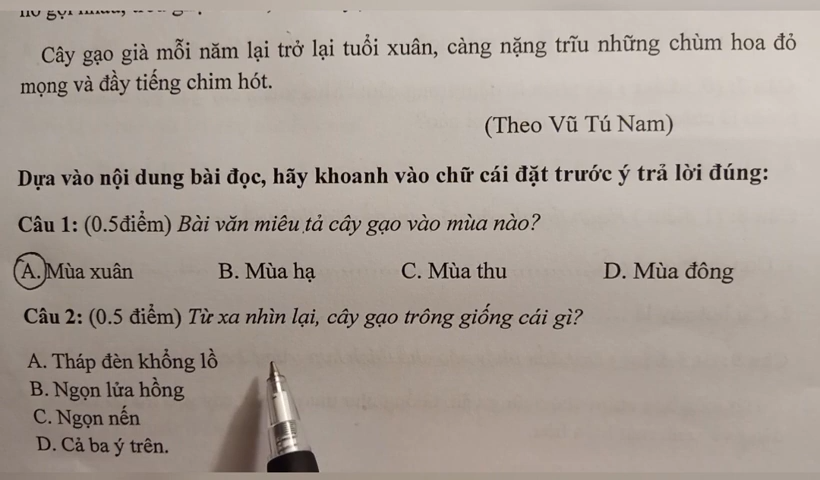 Cây gạo già mỗi năm lại trở lại tuổi xuân, càng nặng trĩu những chùm hoa đỏ
mọng và đầy tiếng chim hót.
(Theo Vũ Tú Nam)
Dựa vào nội dung bài đọc, hãy khoanh vào chữ cái đặt trước ý trả lời đúng:
Câu 1: (0.5điểm) Bài văn miêu tả cây gạo vào mùa nào?
A. Mùa xuân B. Mùa hạ C. Mùa thu D. Mùa đông
Câu 2: (0.5 điểm) Từ xa nhìn lại, cây gạo trông giống cái gì?
A. Tháp đèn khổng lồ
B. Ngọn lửa hồng
C. Ngọn nến
D. Cả ba ý trên.